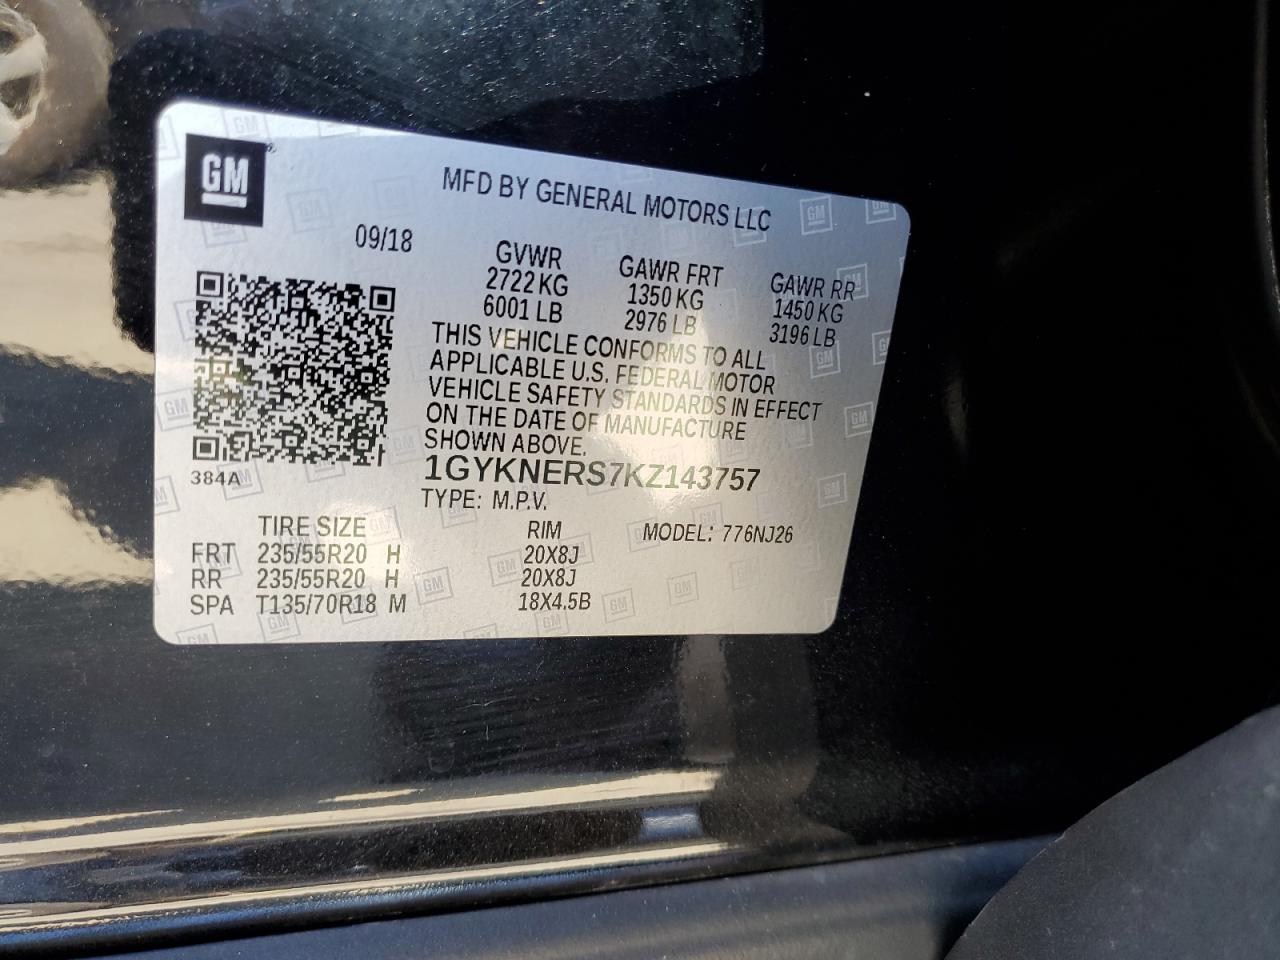 GM
MFD BY GENERAL MOTORS LLC
09/18
GVWR GAWR FRT GAWR RR
2722 KG 1350 KG 1450 KG
6001 LB 2976 LB 3196 LB
THIS VEHICLE CONFORMS TO ALL
APPLICABLE U.S. FEDERAL MOTOR
VEHICLE SAFETY STANDARDS IN EFFECT
ON THE DATE OF MANUFACTURE
SHOWN ABOVE.
384A
1GYKNERS7KZ143757
TYPE: M.P.V.
TIRE SIZE RIM MODEL: 776NJ26
FRT 235/55R20 H 20X8J
RR 235/55R20 H 20X8J
SPA T135/70R18 M 18X4.5B